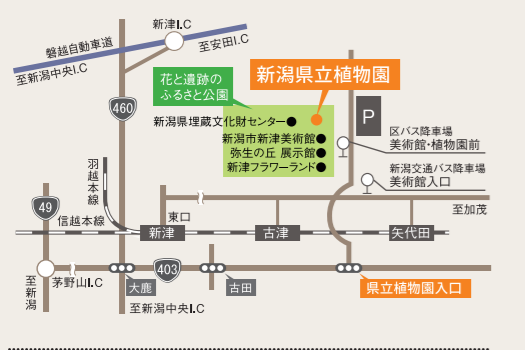 新津I.C
磐越自動車道
至安田I.C
至新潟中央I.C
花と遺跡の
ふるさと公園
新潟県立植物園
460
新潟県埋蔵文化財センター●
P
新潟市新津美術館●
弥生の丘 展示館●
新津フラワーランド●
区バス降車場
美術館・植物園前
新潟交通バス降車場
美術館入口
羽越本線
49
信越本線
東口
至加茂
新津
古津
矢代田
403
至新潟
茅野山I.C
大鹿
古田
県立植物園入口
至新潟中央I.C